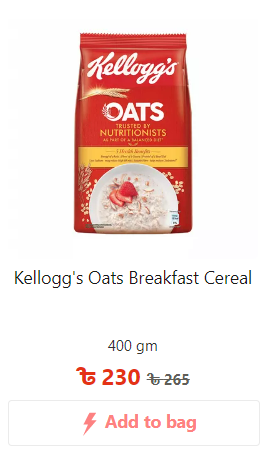 Kellogg's
OATS
TRUSTED BY
NUTRITIONISTS
AS PART OF A BALANCED DIET
Kellogg's Oats Breakfast Cereal
400 gm
৳ 230 ৳ 265
Add to bag